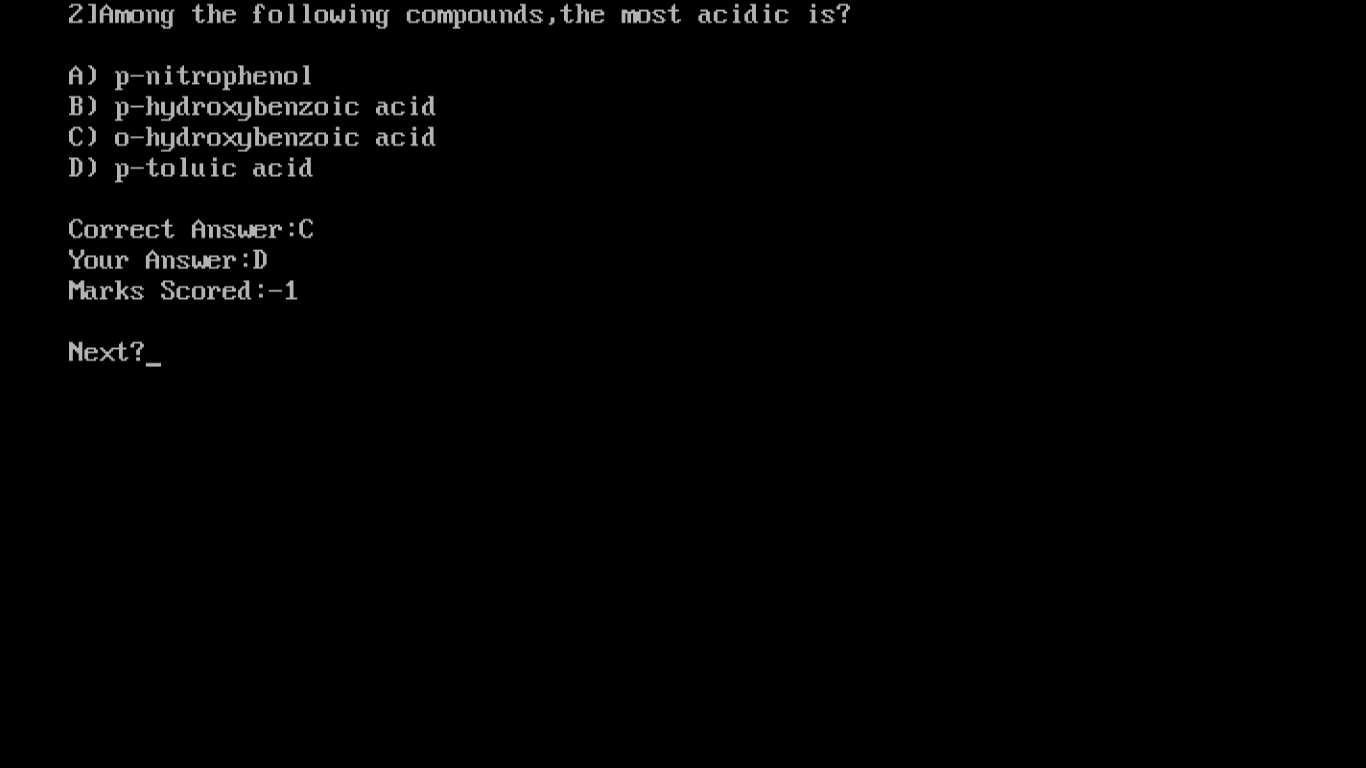 2]Among the following compounds,the most acidic is?
A) p-nitrophenol
B) p-hydroxybenzoic acid
C) o-hydroxybenzoic acid
D) p-toluic acid
Correct Answer:C
Your Answer:D
Marks Scored:-1
Next?_